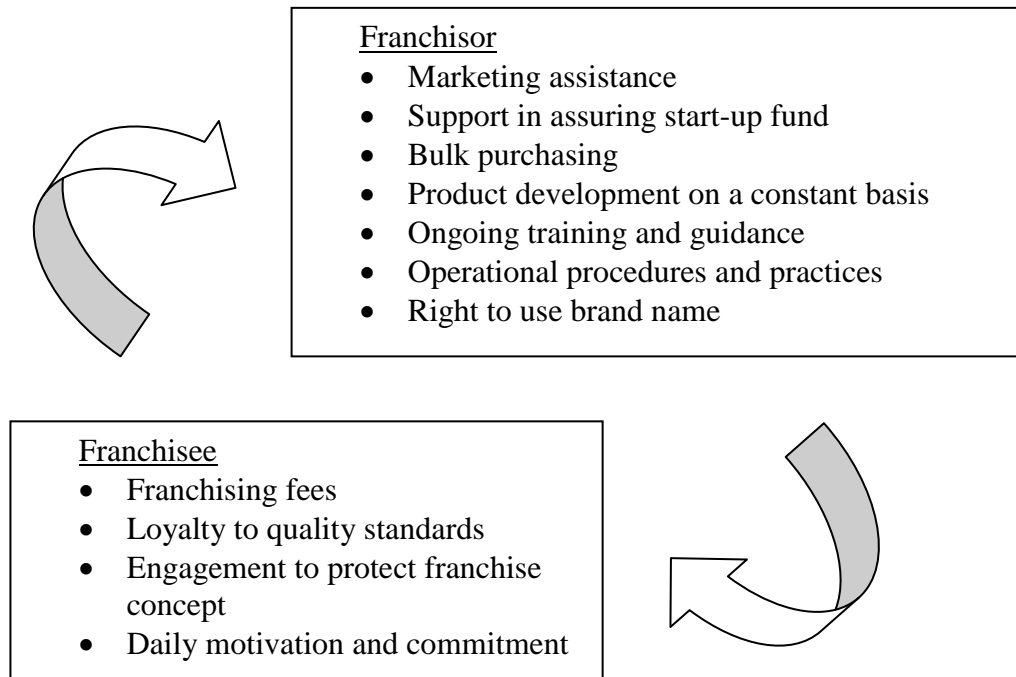 Franchisor
• Marketing assistance
• Support in assuring start-up fund
• Bulk purchasing
• Product development on a constant basis
• Ongoing training and guidance
• Operational procedures and practices
• Right to use brand name
Franchisee
• Franchising fees
• Loyalty to quality standards
• Engagement to protect franchise
concept
• Daily motivation and commitment